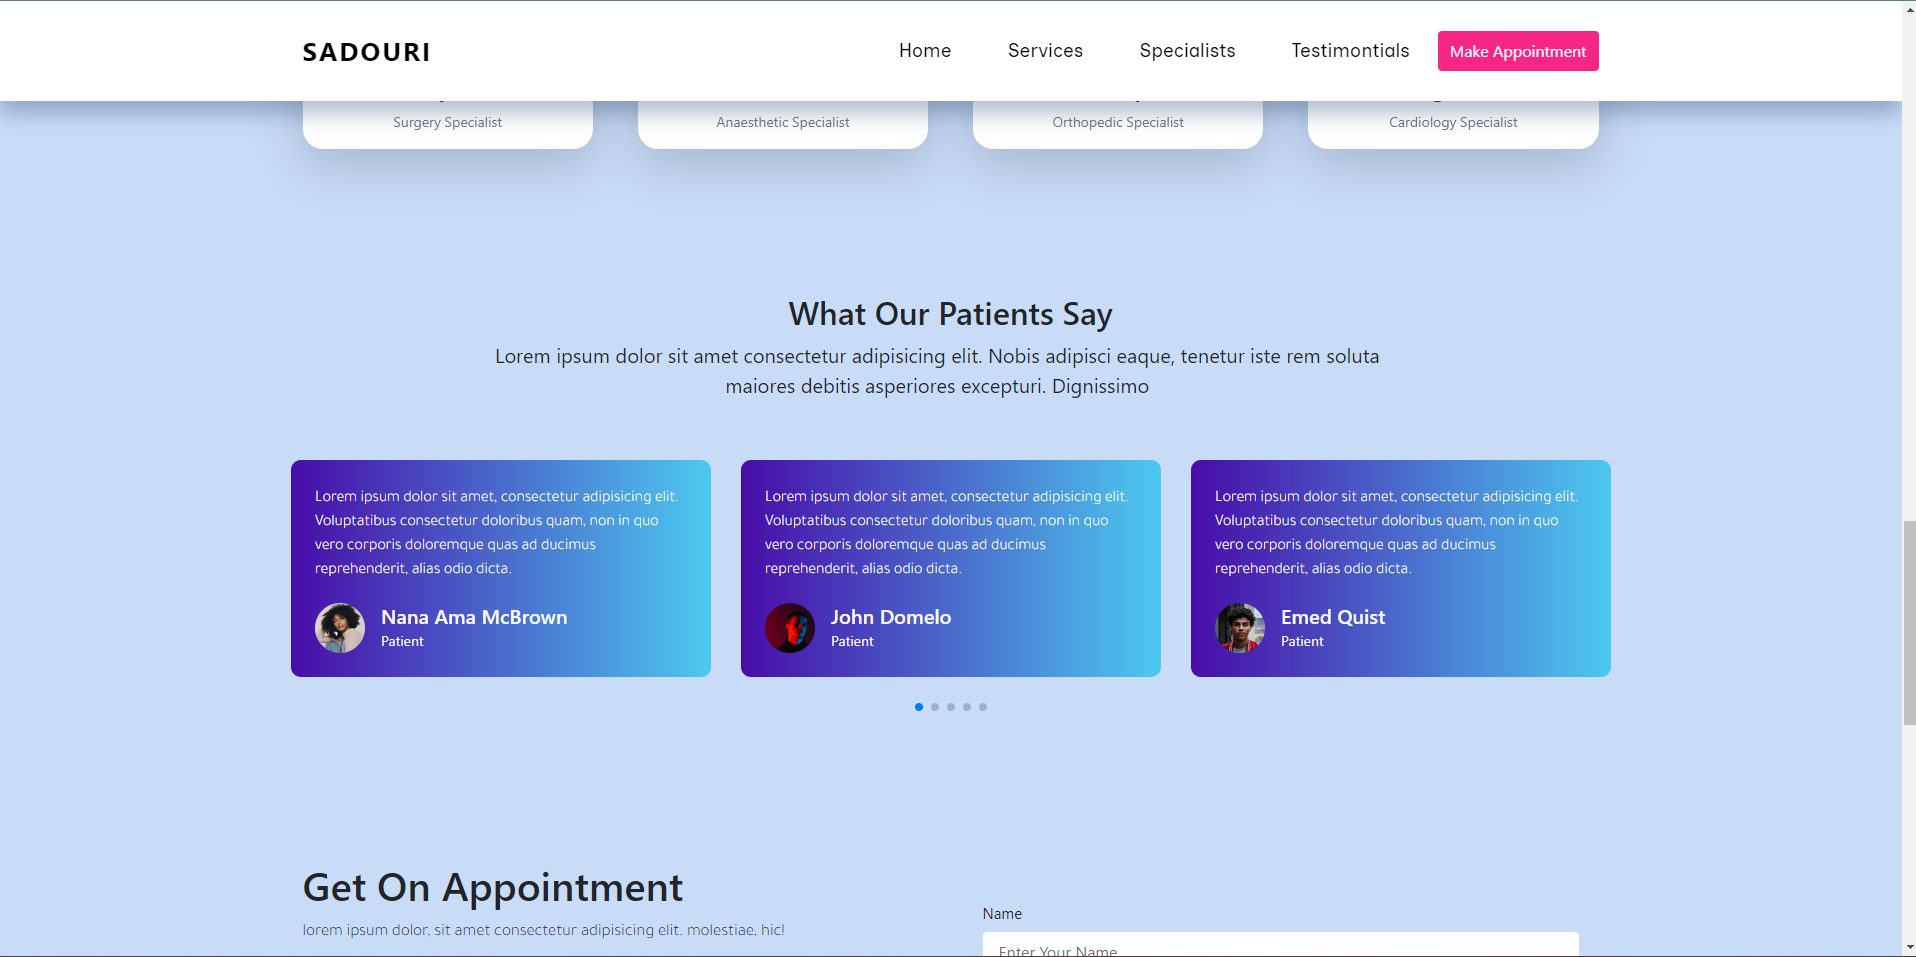 SADOURI
Home
Services
Specialists
Testimontials
Make Appointment
Surgery Specialist
Anaesthetic Specialist
Orthopedic Specialist
Cardiology Specialist
What Our Patients Say
Lorem ipsum dolor sit amet consectetur adipisicing elit. Nobis adipisci eaque, tenetur iste rem soluta
maiores debitis asperiores excepturi. Dignissimo
Lorem ipsum dolor sit amet, consectetur adipisicing elit.
Voluptatibus consectetur doloribus quam, non in quo
vero corporis doloremque quas ad ducimus
reprehenderit, alias odio dicta.
Nana Ama McBrown
Patient
Lorem ipsum dolor sit amet, consectetur adipisicing elit.
Voluptatibus consectetur doloribus quam, non in quo
vero corporis doloremque quas ad ducimus
reprehenderit, alias odio dicta.
John Domelo
Patient
Lorem ipsum dolor sit amet, consectetur adipisicing elit.
Voluptatibus consectetur doloribus quam, non in quo
vero corporis doloremque quas ad ducimus
reprehenderit, alias odio dicta.
Emed Quist
Patient
Get On Appointment
lorem ipsum dolor, sit amet consectetur adipisicing elit. molestiae, hic!
Name
Enter Your Name